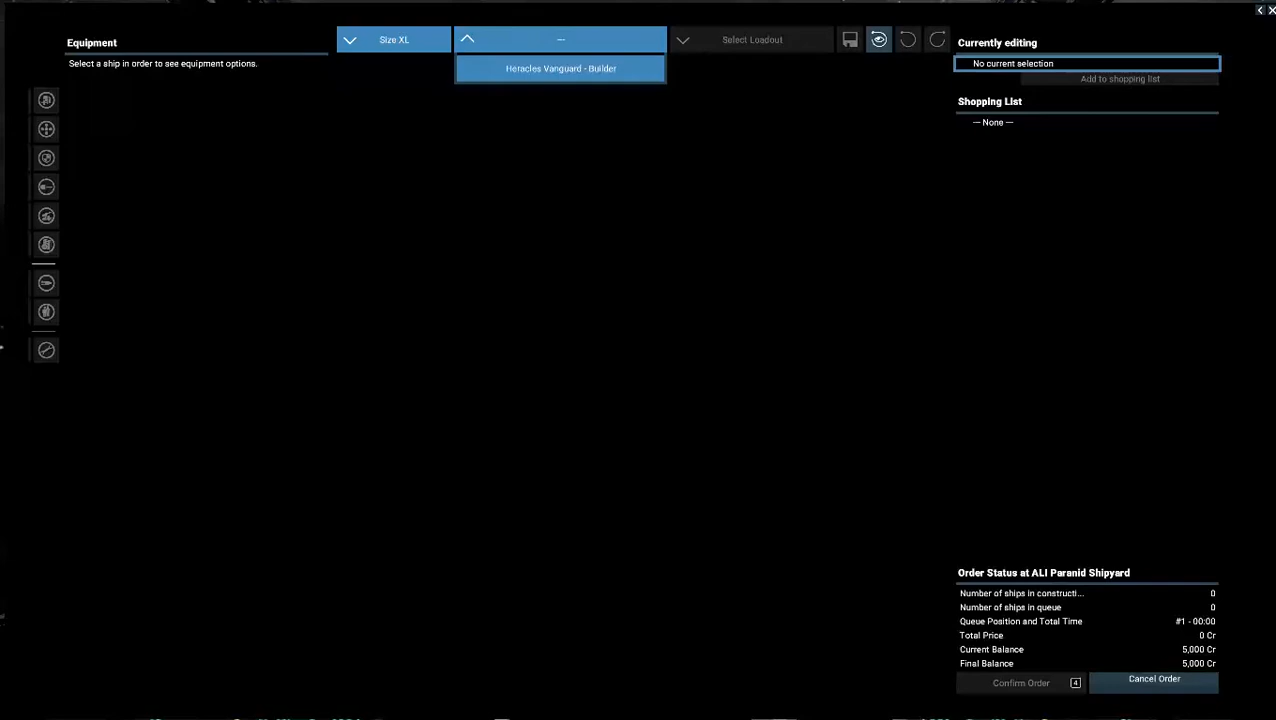 Equipment
Select a ship in order to see equipment options.
Size XL
—
Select Loadout
Heracles Vanguard - Builder
Currently editing
No current selection
Add to shopping list
Shopping List
— None —
Order Status at ALI Paranid Shipyard
Number of ships in constructi... 0
Number of ships in queue 0
Queue Position and Total Time #1 - 00:00
Total Price 0 Cr
Current Balance 5,000 Cr
Final Balance 5,000 Cr
Confirm Order 4
Cancel Order